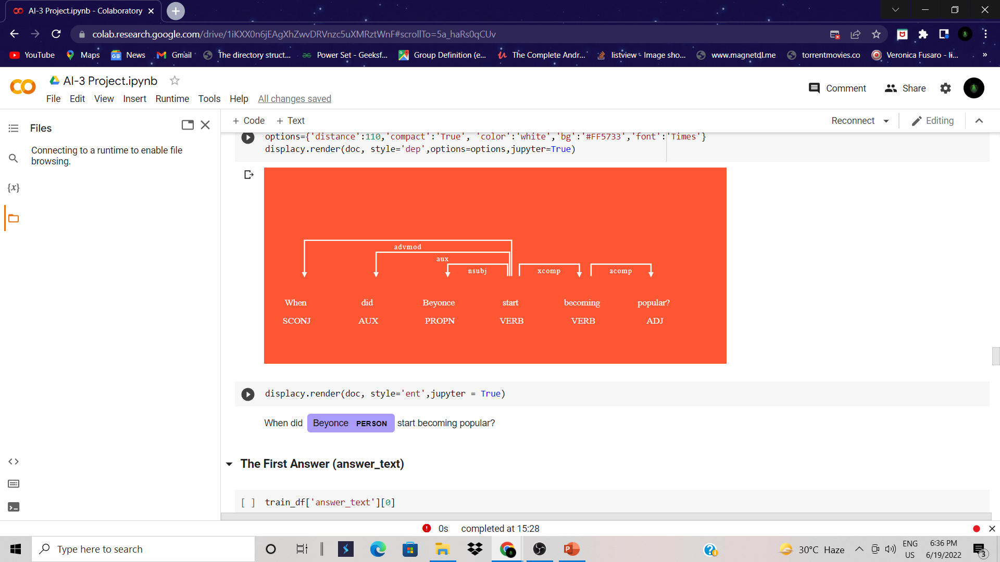 AI-3 Project.ipynb - Colaboratory
colab.research.google.com/drive/1iKXX0n6jEAgXhZwvDRVnzc5uXMRztWnF#scrollTo=5a_haRs0qCUv
YouTube Maps News Gmail The directory struct... Power Set - Geeksf... Group Definition (e... The Complete Andr... listview - Image sho... www.magnetdl.me torrentmovies.co Veronica Fusaro - li... »
AI-3 Project.ipynb
Comment Share
File Edit View Insert Runtime Tools Help All changes saved
Files
+ Code + Text
Reconnect Editing
Connecting to a runtime to enable file
browsing.
{x}
options={'distance':110,'compact':'True', 'color':'white','bg':'#FF5733','font':'Times'}
displacy.render(doc, style='dep',options=options,jupyter=True)
advmod
aux
nsubj xcomp acomp
When did Beyonce start becoming popular?
SCONJ AUX PROPN VERB VERB ADJ
displacy.render(doc, style='ent',jupyter = True)
When did Beyonce PERSON start becoming popular?
The First Answer (answer_text)
[ ] train_df['answer_text'][0]
0s completed at 15:28
Type here to search
30°C Haze
ENG
US
6:36 PM
6/19/2022
3